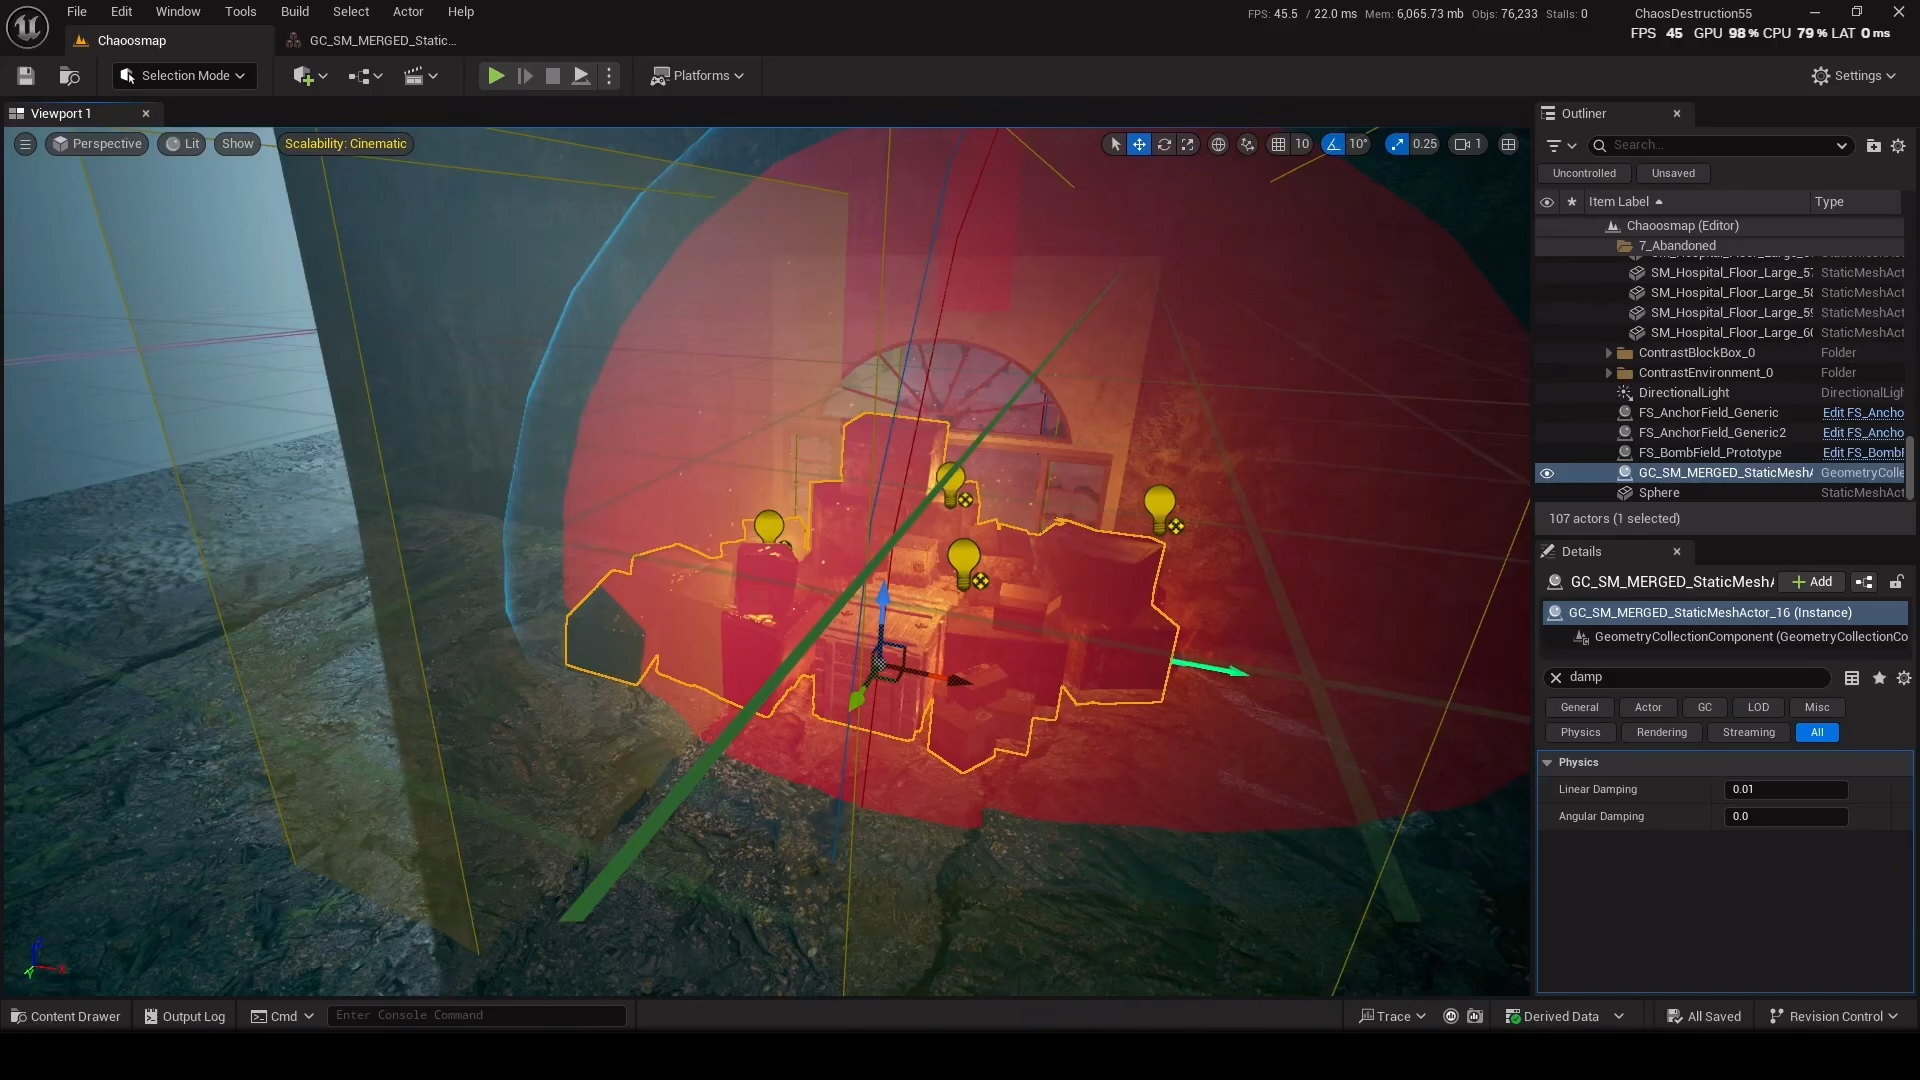 File Edit Window Tools Build Select Actor Help
FPS: 45.5 / 22.0 ms Mem: 6,065.73 mb Objs: 76,233 Stalls: 0
ChaosDestruction55
Chaoosmap
GC_SM_MERGED_Static...
FPS 45 GPU 98% CPU 79% LAT 0 ms
Selection Mode
Platforms
Settings
Viewport 1
Perspective
Lit
Show
Scalability: Cinematic
10
10°
0.25
1
Outliner
Search...
Uncontrolled
Unsaved
Item Label
Type
Chaoosmap (Editor)
7_Abandoned
SM_Hospital_Floor_Large_57 StaticMeshAct
SM_Hospital_Floor_Large_58 StaticMeshAct
SM_Hospital_Floor_Large_59 StaticMeshAct
SM_Hospital_Floor_Large_60 StaticMeshAct
ContrastBlockBox_0 Folder
ContrastEnvironment_0 Folder
DirectionalLight DirectionalLigh
FS_AnchorField_Generic Edit FS_Ancho
FS_AnchorField_Generic2 Edit FS_Ancho
FS_BombField_Prototype Edit FS_BombF
GC_SM_MERGED_StaticMeshA GeometryColle
Sphere StaticMeshAct
107 actors (1 selected)
Details
GC_SM_MERGED_StaticMeshA
Add
GC_SM_MERGED_StaticMeshActor_16 (Instance)
GeometryCollectionComponent (GeometryCollectionCo
damp
General Actor GC LOD Misc
Physics Rendering Streaming All
Physics
Linear Damping 0.01
Angular Damping 0.0
Content Drawer
Output Log
Cmd
Enter Console Command
Trace
Derived Data
All Saved
Revision Control